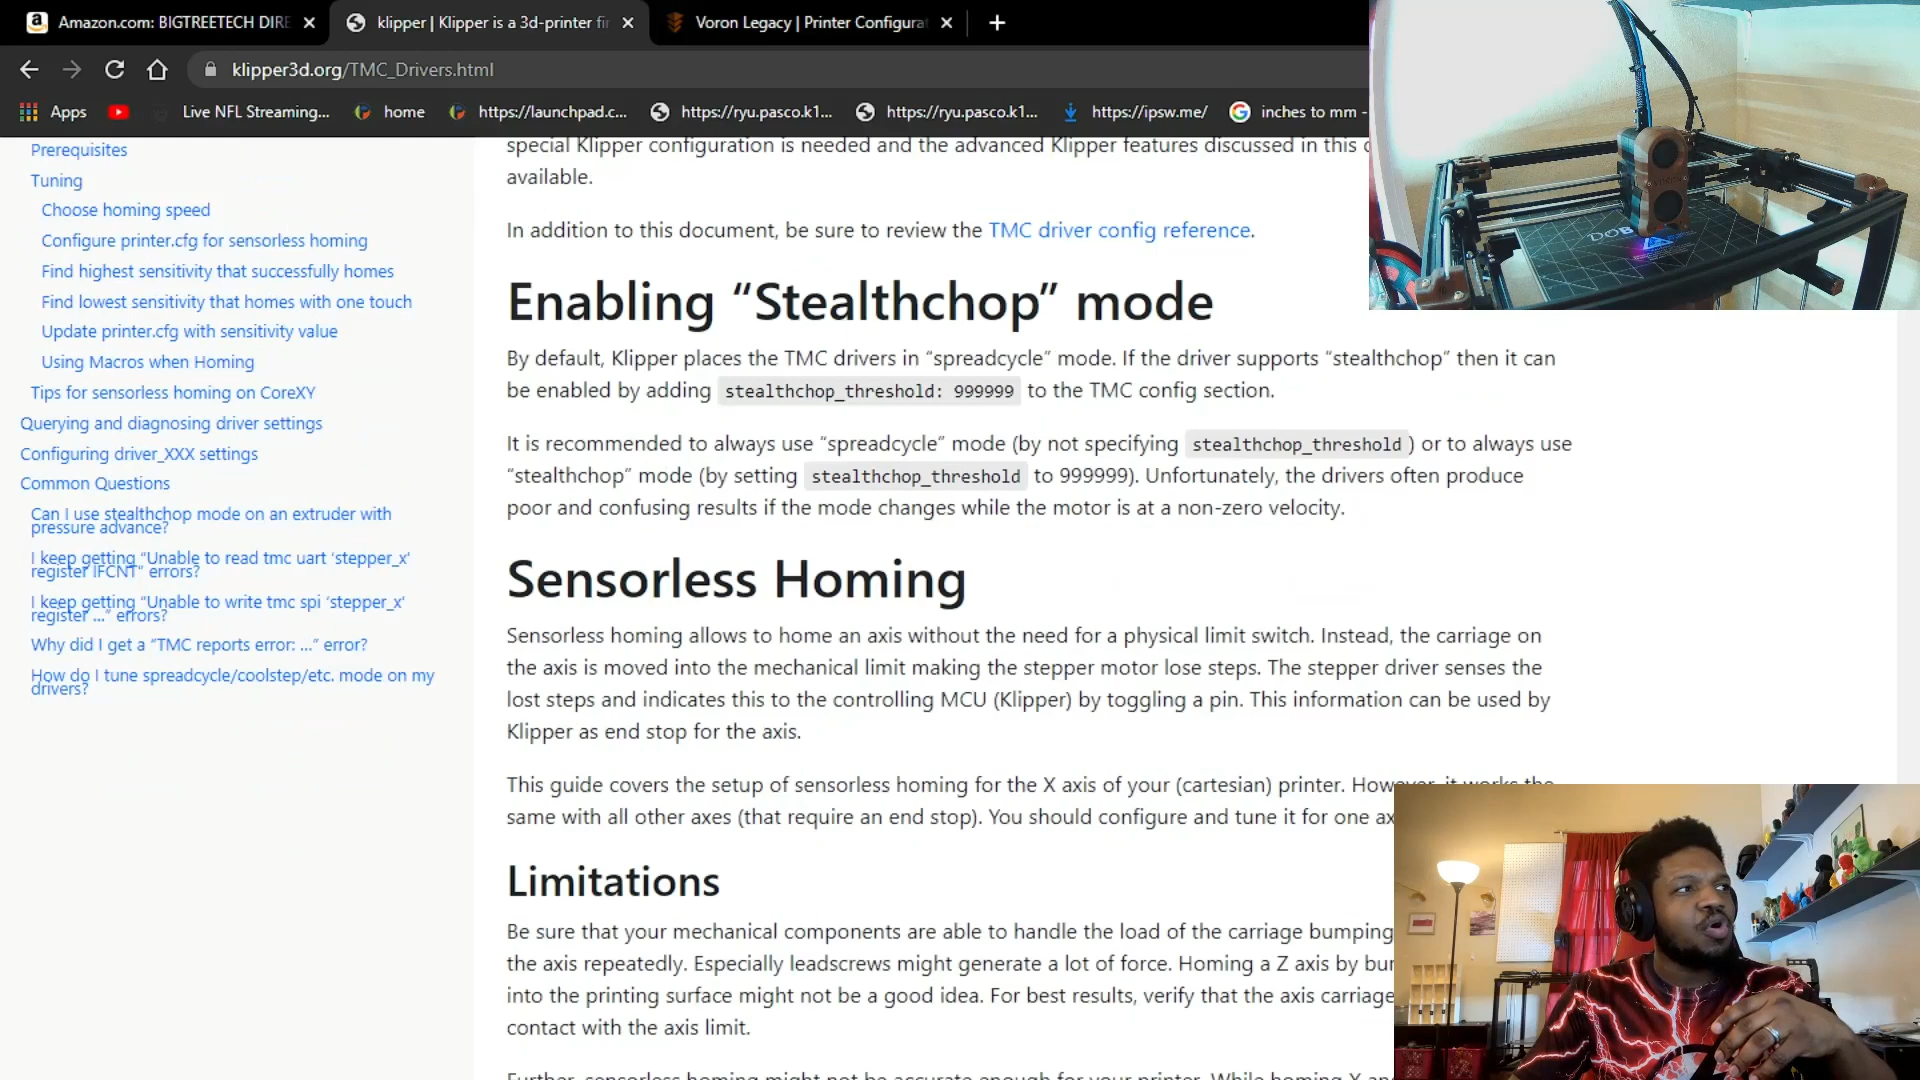 Amazon.com: BIGTREETECH DIRE
klipper | Klipper is a 3d-printer fir
Voron Legacy | Printer Configurat
klipper3d.org/TMC_Drivers.html
Apps
Live NFL Streaming...
home
https://launchpad.c...
https://ryu.pasco.k1...
https://ryu.pasco.k1...
https://ipsw.me/
inches to mm -
Prerequisites
Tuning
Choose homing speed
Configure printer.cfg for sensorless homing
Find highest sensitivity that successfully homes
Find lowest sensitivity that homes with one touch
Update printer.cfg with sensitivity value
Using Macros when Homing
Tips for sensorless homing on CoreXY
Querying and diagnosing driver settings
Configuring driver_XXX settings
Common Questions
Can I use stealthchop mode on an extruder with
pressure advance?
I keep getting “Unable to read tmc uart ‘stepper_x’
register IFCNT” errors?
I keep getting “Unable to write tmc spi ‘stepper_x’
register ...” errors?
Why did I get a “TMC reports error: ...” error?
How do I tune spreadcycle/coolstep/etc. mode on my
drivers?
special Klipper configuration is needed and the advanced Klipper features discussed in this
available.
In addition to this document, be sure to review the TMC driver config reference.
Enabling “Stealthchop” mode
By default, Klipper places the TMC drivers in “spreadcycle” mode. If the driver supports “stealthchop” then it can
be enabled by adding stealthchop_threshold: 999999 to the TMC config section.
It is recommended to always use “spreadcycle” mode (by not specifying stealthchop_threshold) or to always use
“stealthchop” mode (by setting stealthchop_threshold to 999999). Unfortunately, the drivers often produce
poor and confusing results if the mode changes while the motor is at a non-zero velocity.
Sensorless Homing
Sensorless homing allows to home an axis without the need for a physical limit switch. Instead, the carriage on
the axis is moved into the mechanical limit making the stepper motor lose steps. The stepper driver senses the
lost steps and indicates this to the controlling MCU (Klipper) by toggling a pin. This information can be used by
Klipper as end stop for the axis.
This guide covers the setup of sensorless homing for the X axis of your (cartesian) printer. However, it works the
same with all other axes (that require an end stop). You should configure and tune it for one ax
Limitations
Be sure that your mechanical components are able to handle the load of the carriage bumping
the axis repeatedly. Especially leadscrews might generate a lot of force. Homing a Z axis by bu
into the printing surface might not be a good idea. For best results, verify that the axis carriage
contact with the axis limit.
Further, sensorless homing might not be accurate enough for your printer. While homing X an
DOB